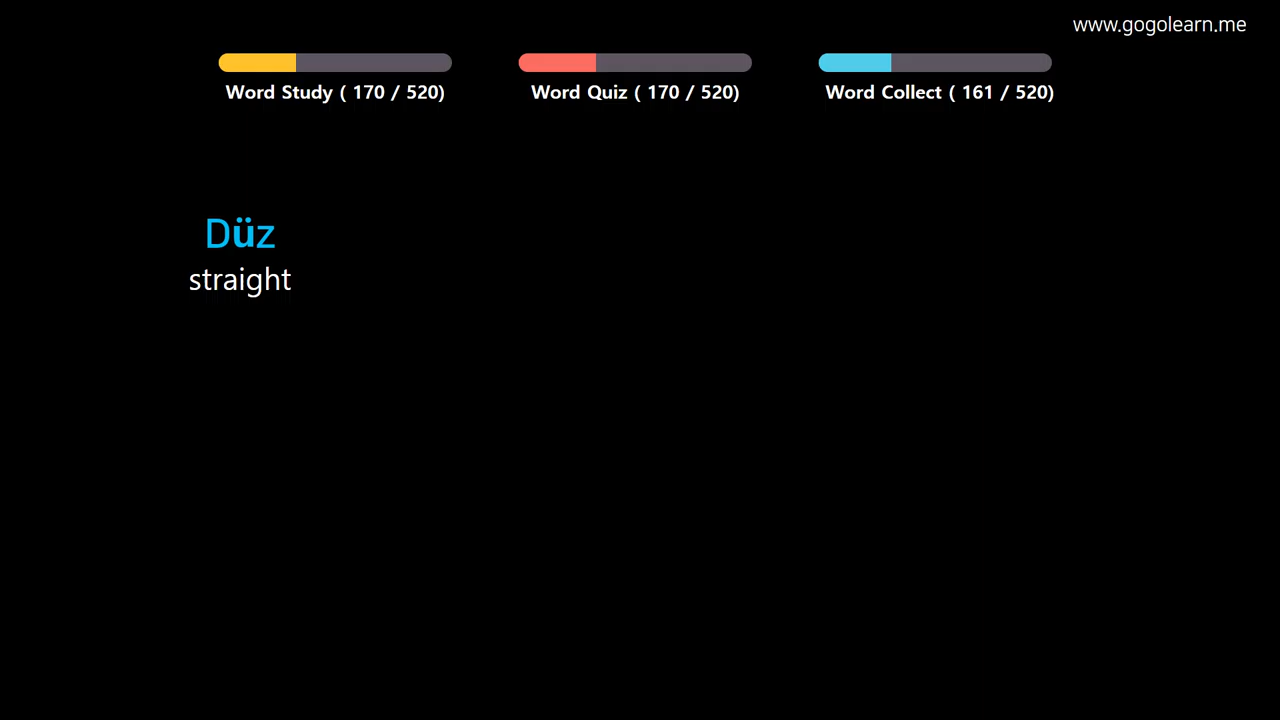 www.gogolearn.me
Word Study ( 170 / 520)
Word Quiz ( 170 / 520)
Word Collect ( 161 / 520)
Düz
straight